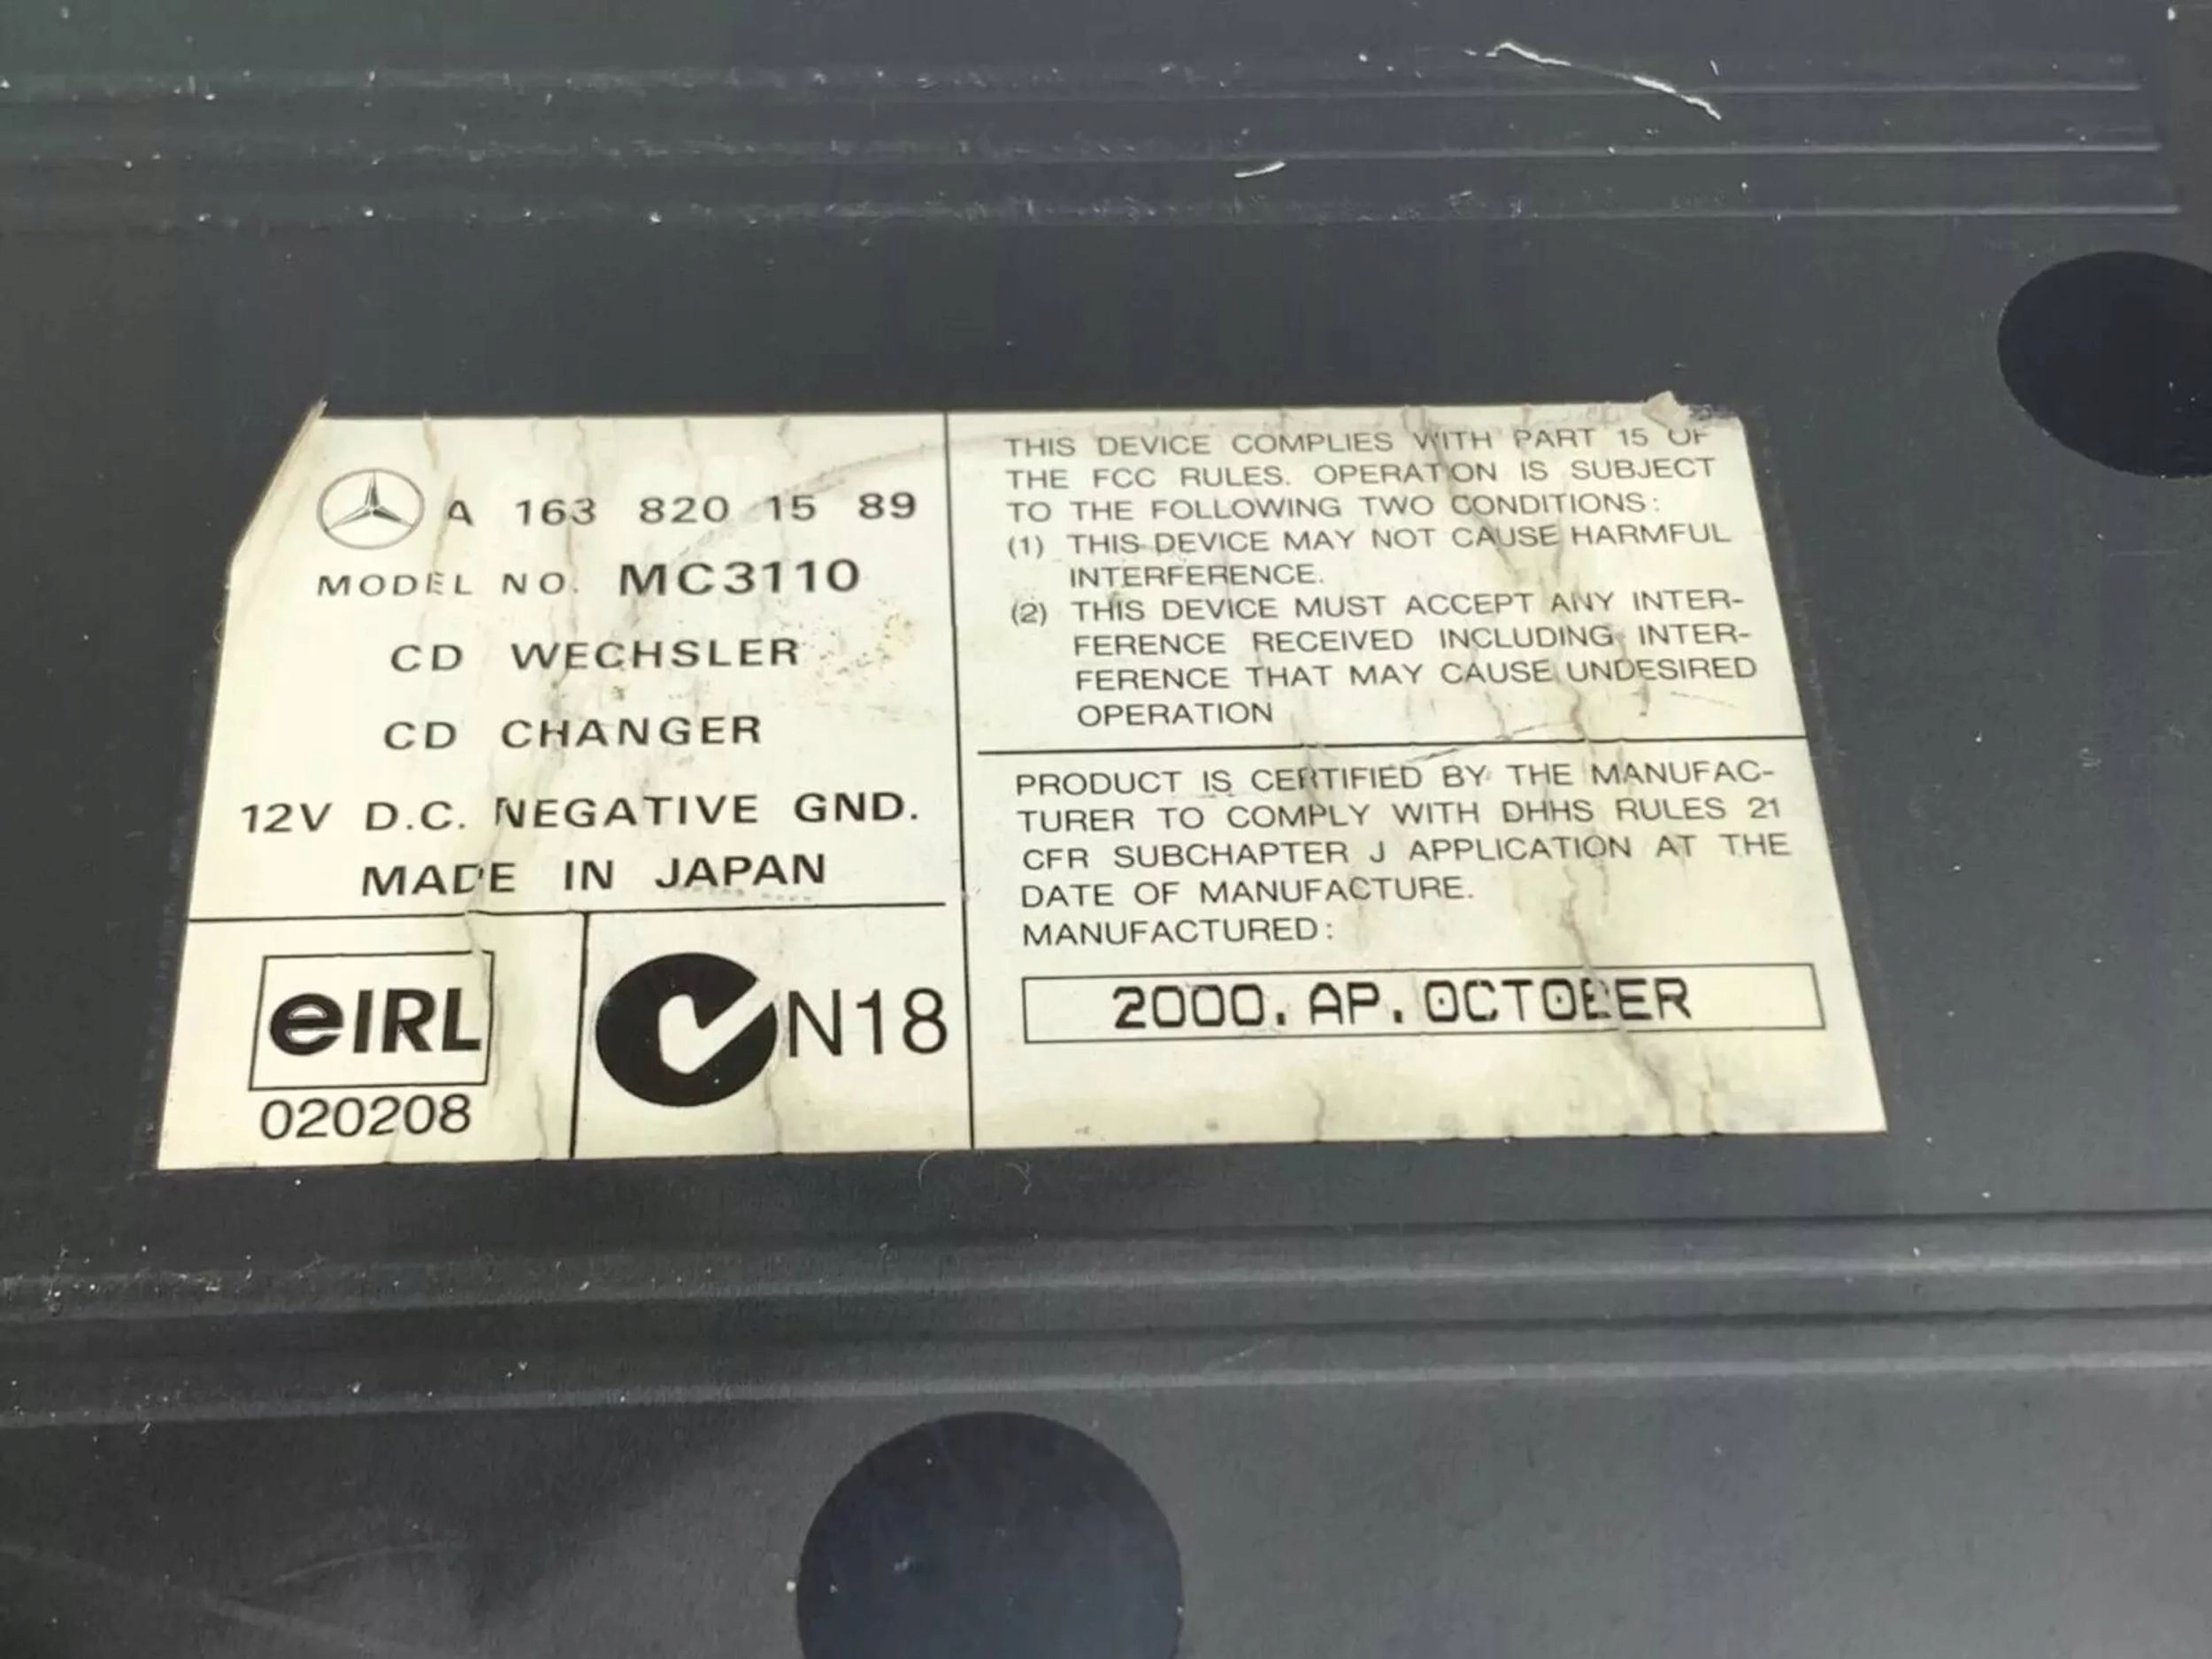 A 163 820 15 89
MODEL NO. MC3110
CD WECHSLER
CD CHANGER
12V D.C. NEGATIVE GND.
MADE IN JAPAN
eIRL
020208
N18
THIS DEVICE COMPLIES WITH PART 15 OF
THE FCC RULES. OPERATION IS SUBJECT
TO THE FOLLOWING TWO CONDITIONS:
(1) THIS DEVICE MAY NOT CAUSE HARMFUL
INTERFERENCE.
(2) THIS DEVICE MUST ACCEPT ANY INTER-
FERENCE RECEIVED INCLUDING INTER-
FERENCE THAT MAY CAUSE UNDESIRED
OPERATION
PRODUCT IS CERTIFIED BY THE MANUFAC-
TURER TO COMPLY WITH DHHS RULES 21
CFR SUBCHAPTER J APPLICATION AT THE
DATE OF MANUFACTURE.
MANUFACTURED:
2000.AP.OCTOBER